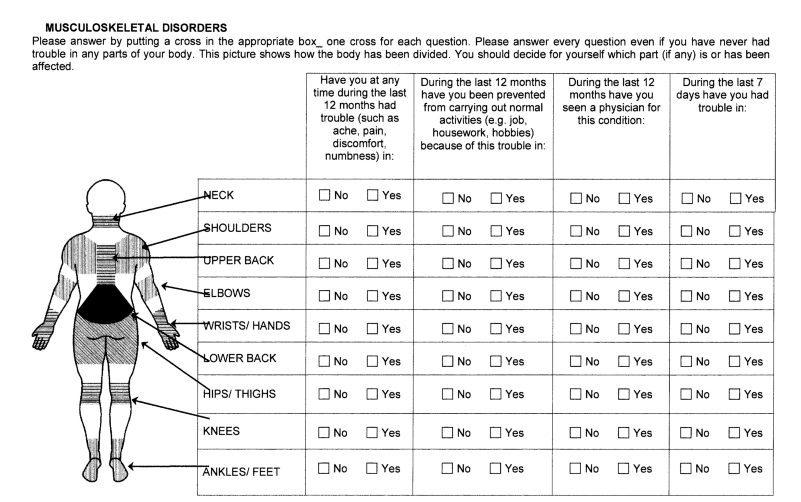 MUSCULOSKELETAL DISORDERS
Please answer by putting a cross in the appropriate box_ one cross for each question. Please answer every question even if you have never had
trouble in any parts of your body. This picture shows how the body has been divided. You should decide for yourself which part (if any) is or has been
affected.
Have you at any
time during the last
12 months had
trouble (such as
ache, pain,
discomfort,
numbness) in:
During the last 12 months
have you been prevented
from carrying out normal
activities (e.g. job,
housework, hobbies)
because of this trouble in:
During the last 12
months have you
seen a physician for
this condition:
During the last 7
days have you had
trouble in:
NECK No Yes No Yes No Yes No Yes
SHOULDERS No Yes No Yes No Yes No Yes
UPPER BACK No Yes No Yes No Yes No Yes
ELBOWS No Yes No Yes No Yes No Yes
WRISTS/ HANDS No Yes No Yes No Yes No Yes
LOWER BACK No Yes No Yes No Yes No Yes
HIPS/ THIGHS No Yes No Yes No Yes No Yes
KNEES No Yes No Yes No Yes No Yes
ANKLES/ FEET No Yes No Yes No Yes No Yes